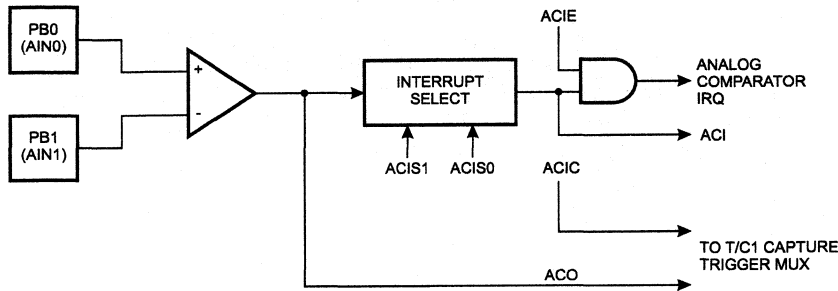 PB0
(AIN0)
+
PB1
(AIN1)
-
INTERRUPT
SELECT
ACIS1
ACIS0
ACIE
ANALOG
COMPARATOR
IRQ
ACI
ACIC
TO T/C1 CAPTURE
TRIGGER MUX
ACO